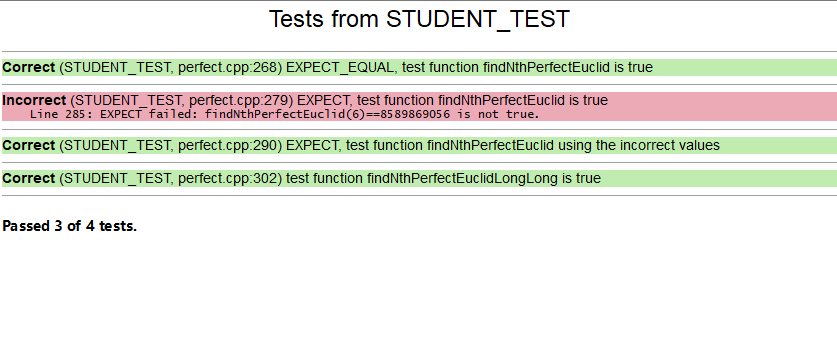 Tests from STUDENT_TEST
Correct (STUDENT_TEST, perfect.cpp:268) EXPECT_EQUAL, test function findNthPerfectEuclid is true
Incorrect (STUDENT_TEST, perfect.cpp:279) EXPECT, test function findNthPerfectEuclid is true
Line 285: EXPECT failed: findNthPerfectEuclid(6)==8589869056 is not true.
Correct (STUDENT_TEST, perfect.cpp:290) EXPECT, test function findNthPerfectEuclid using the incorrect values
Correct (STUDENT_TEST, perfect.cpp:302) test function findNthPerfectEuclidLongLong is true
Passed 3 of 4 tests.